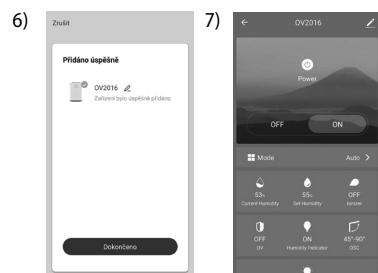 6)
Zrušit
Přidáno úspěšně
OV2016
Zařízení bylo úspěšně přidáno
Dokončeno
7)
OV2016
Power
OFF ON
Mode Auto
53% 55% OFF
Current Humidity Set Humidity Ionizer
OFF ON 45°-90°
UV Humidity Indicator OSC